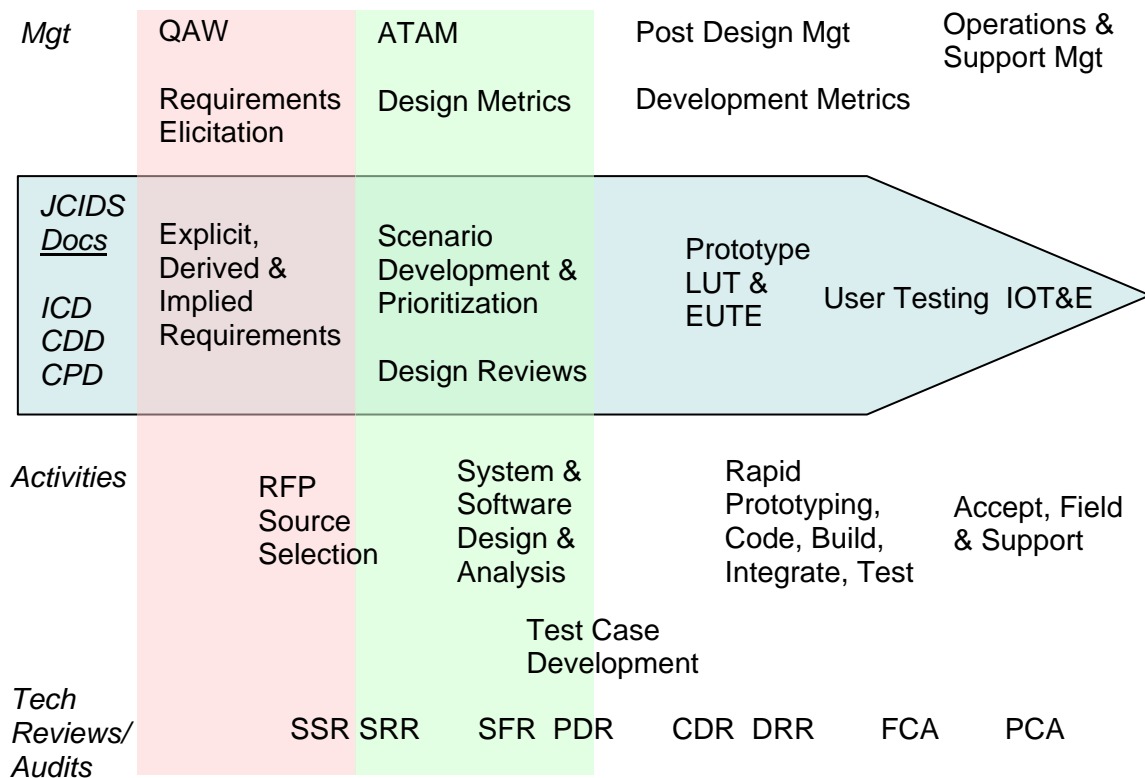 Mgt
QAW
ATAM
Post Design Mgt
Operations &
Support Mgt
Requirements
Elicitation
Design Metrics
Development Metrics
JCIDS
Docs
ICD
CDD
CPD
Explicit,
Derived &
Implied
Requirements
Scenario
Development &
Prioritization
Design Reviews
Prototype
LUT &
EUTE
User Testing
IOT&E
Activities
RFP
Source
Selection
System &
Software
Design &
Analysis
Rapid
Prototyping,
Code, Build,
Integrate, Test
Accept, Field
& Support
Test Case
Development
Tech
Reviews/
Audits
SSR SRR SFR PDR CDR DRR FCA PCA